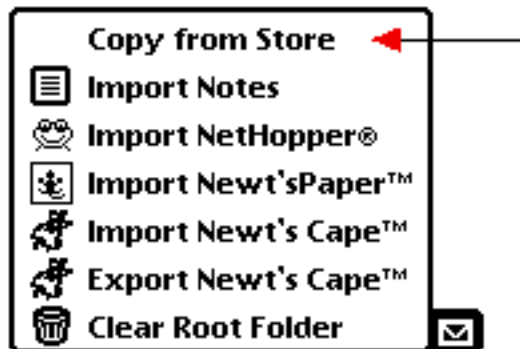 Copy from Store
Import Notes
Import NetHopper®
Import Newt'sPaper™
Import Newt's Cape™
Export Newt's Cape™
Clear Root Folder